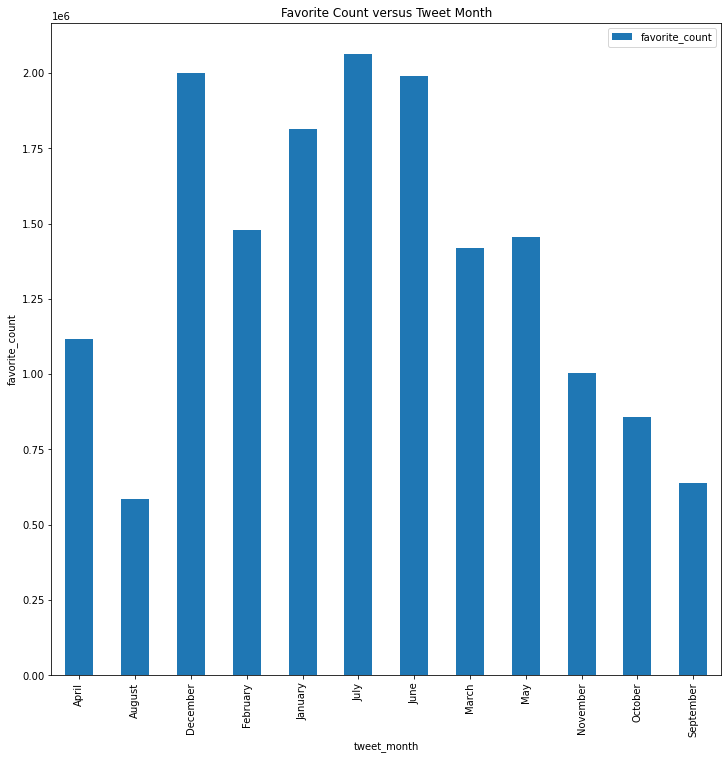 Favorite Count versus Tweet Month
1e6
favorite_count
2.00
1.75
1.50
1.25
1.00
0.75
0.50
0.25
0.00
favorite_count
April
August
December
February
January
July
June
March
May
November
October
September
tweet_month